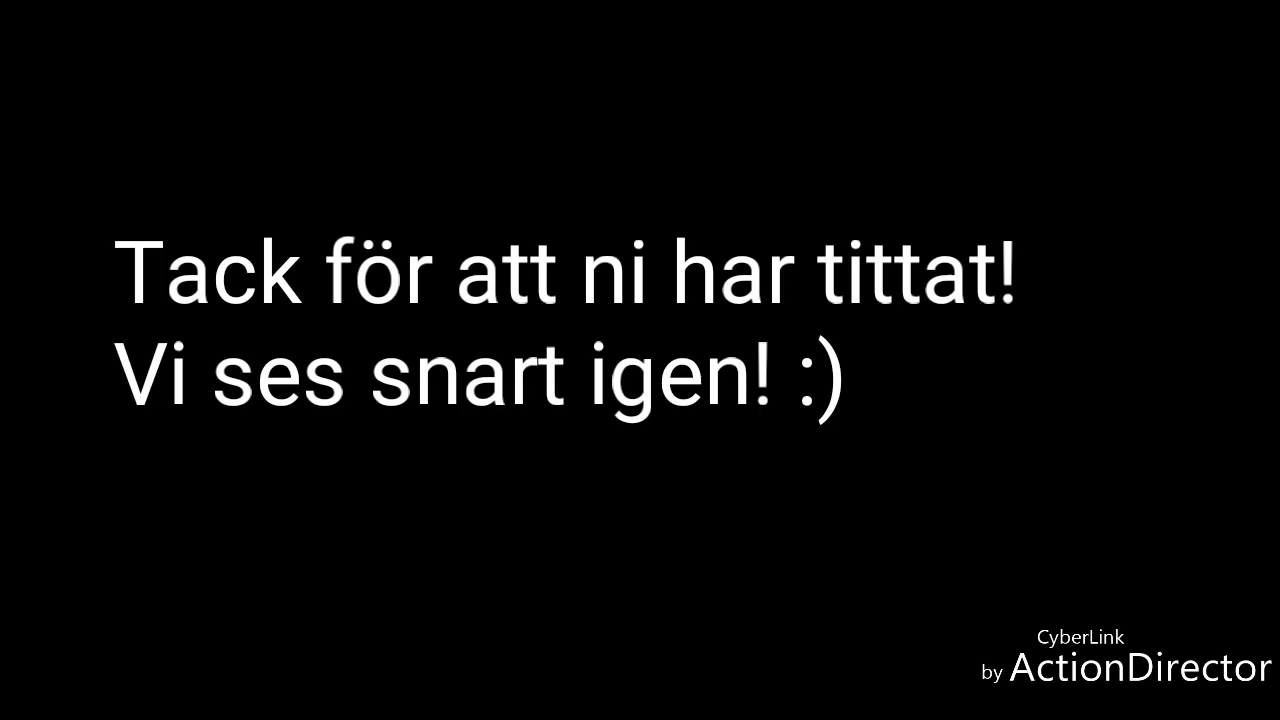 Tack för att ni har tittat!
Vi ses snart igen! :)
CyberLink
by ActionDirector